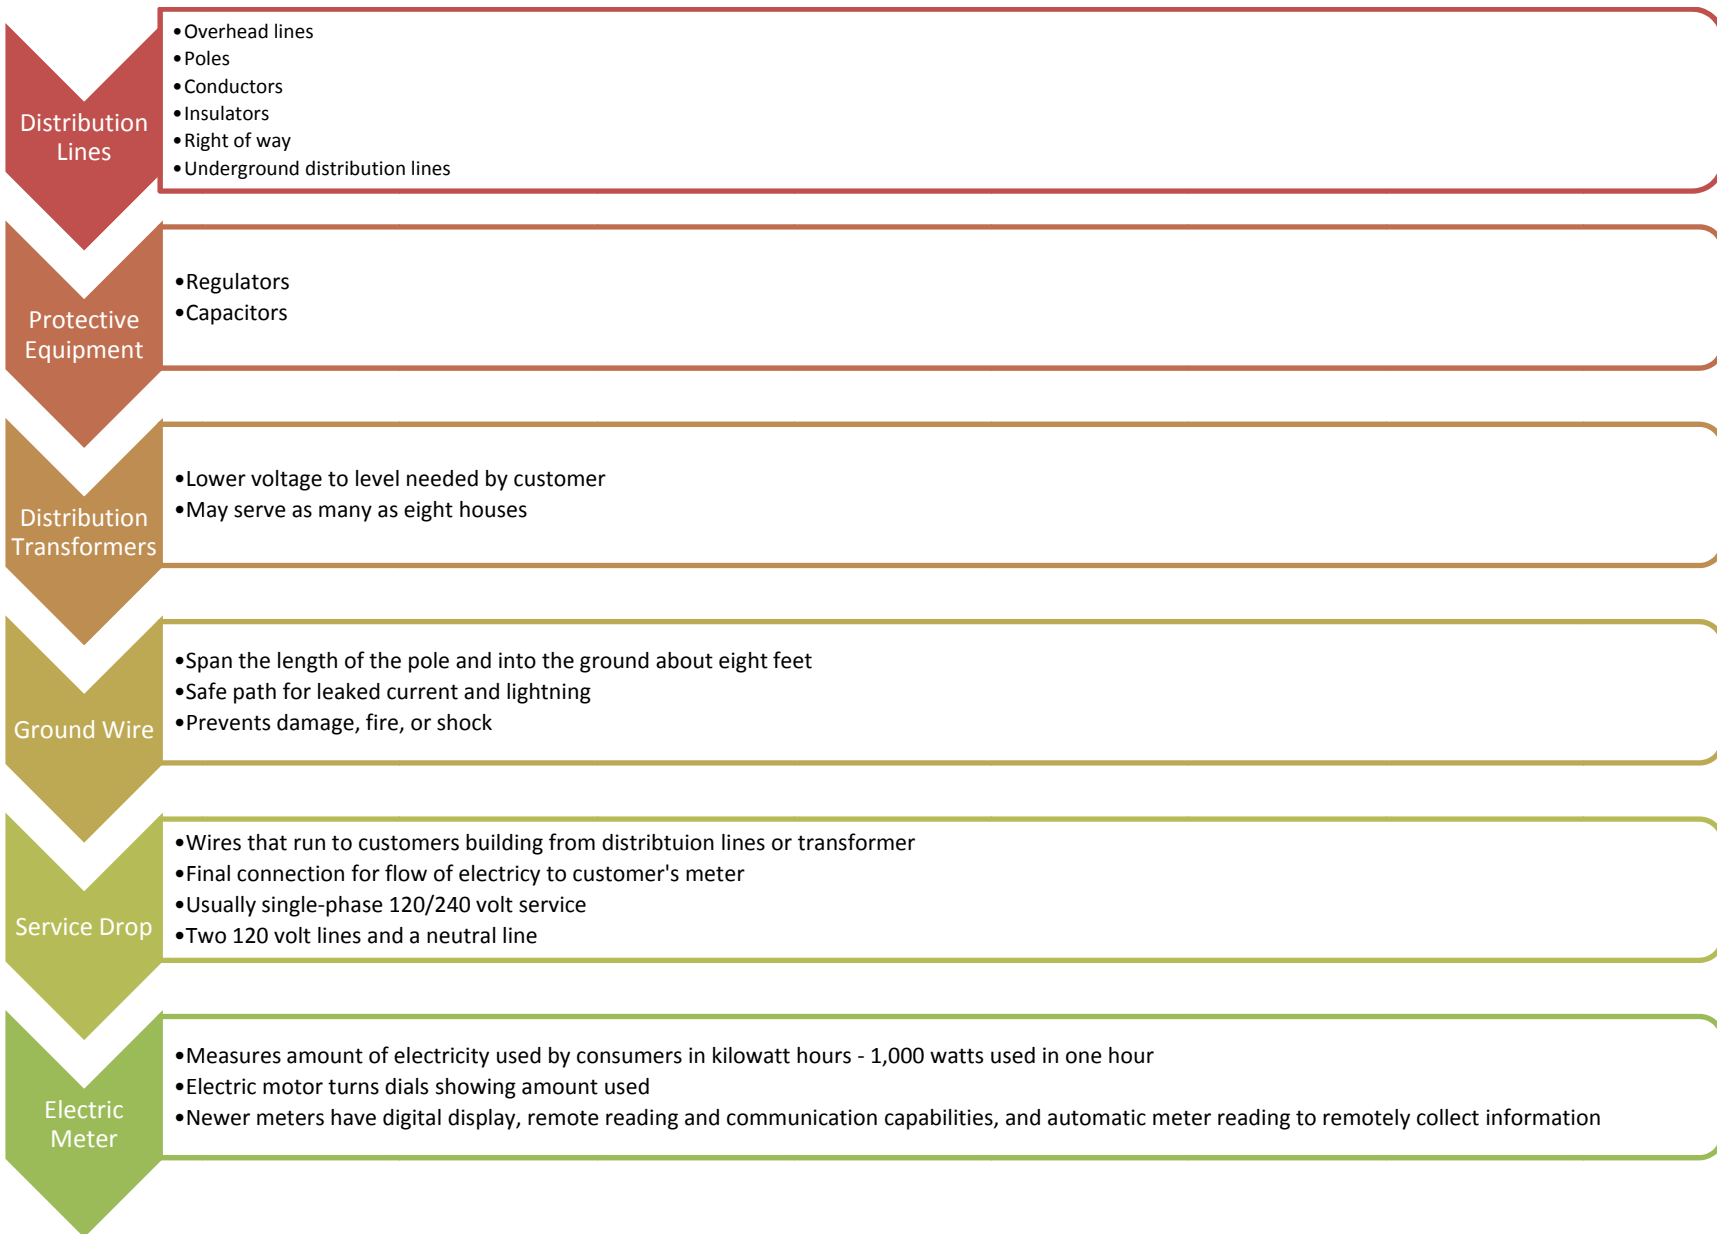 Distribution
Lines
•Overhead lines
•Poles
•Conductors
•Insulators
•Right of way
•Underground distribution lines
Protective
Equipment
•Regulators
•Capacitors
Distribution
Transformers
•Lower voltage to level needed by customer
•May serve as many as eight houses
Ground Wire
•Span the length of the pole and into the ground about eight feet
•Safe path for leaked current and lightning
•Prevents damage, fire, or shock
Service Drop
•Wires that run to customers building from distribtuion lines or transformer
•Final connection for flow of electricy to customer's meter
•Usually single-phase 120/240 volt service
•Two 120 volt lines and a neutral line
Electric
Meter
•Measures amount of electricity used by consumers in kilowatt hours - 1,000 watts used in one hour
•Electric motor turns dials showing amount used
•Newer meters have digital display, remote reading and communication capabilities, and automatic meter reading to remotely collect information